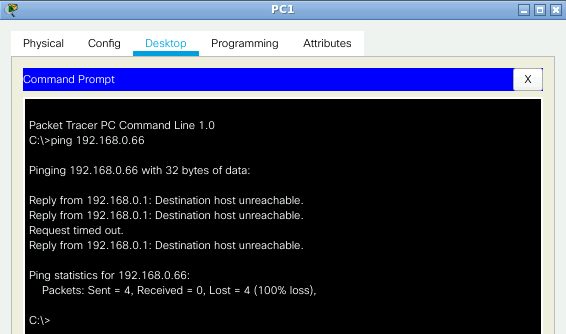 PC1
Physical Config Desktop Programming Attributes
Command Prompt
X
Packet Tracer PC Command Line 1.0
C:\>ping 192.168.0.66
Pinging 192.168.0.66 with 32 bytes of data:
Reply from 192.168.0.1: Destination host unreachable.
Reply from 192.168.0.1: Destination host unreachable.
Request timed out.
Reply from 192.168.0.1: Destination host unreachable.
Ping statistics for 192.168.0.66:
Packets: Sent = 4, Received = 0, Lost = 4 (100% loss),
C:\>